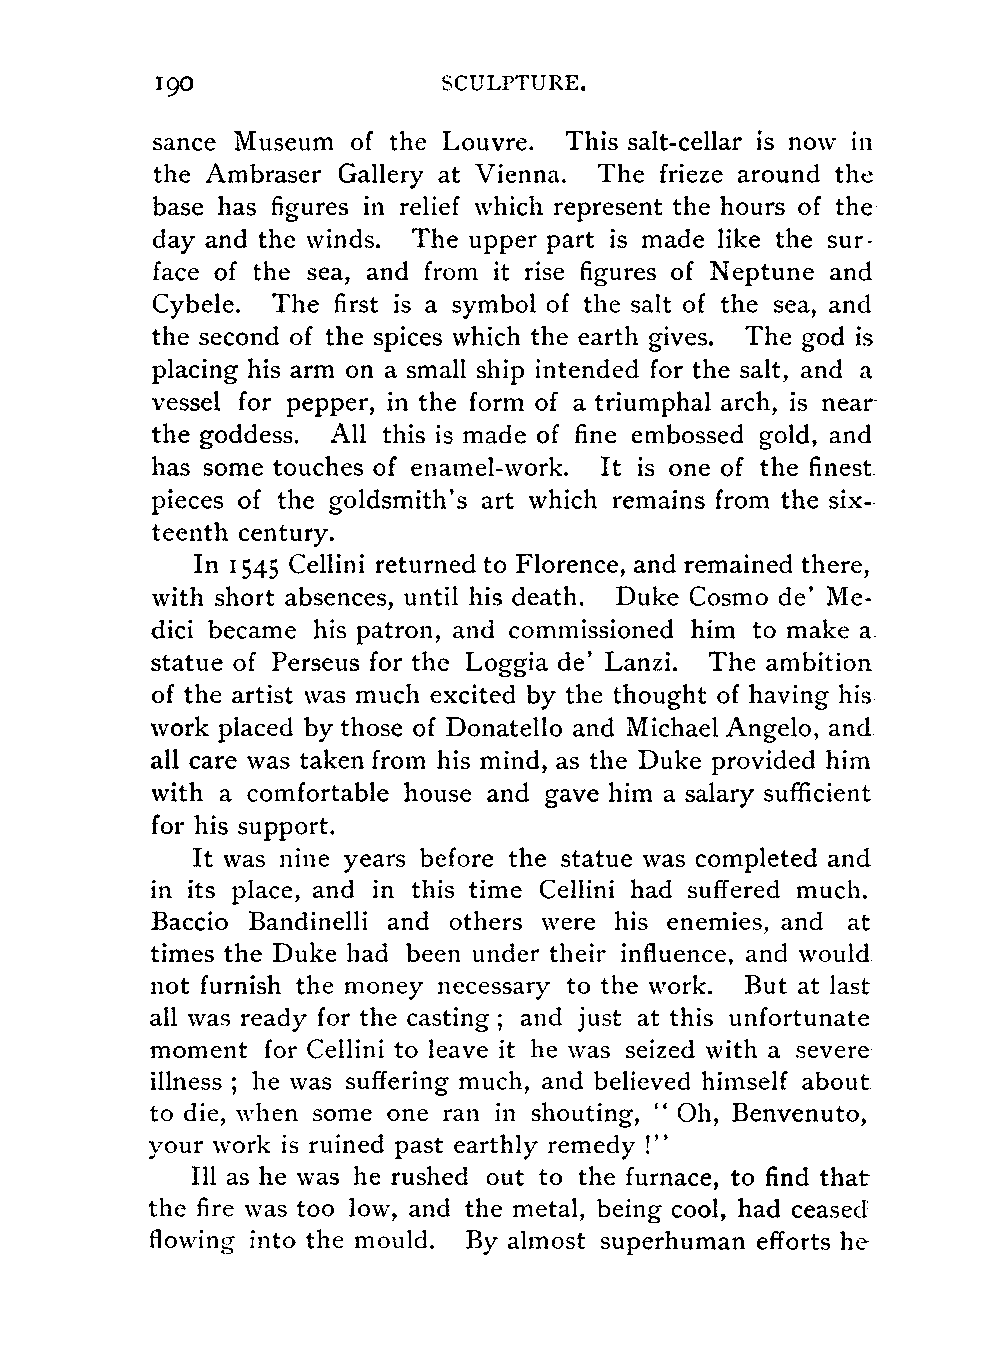 190 SCULPTURE.
sance Museum of the Louvre. This salt-cellar is now in
the Ambraser Gallery at Vienna. The frieze around the
base has figures in relief which represent the hours of the
day and the winds. The upper part is made like the sur-
face of the sea, and from it rise figures of Neptune and
Cybele. The first is a symbol of the salt of the sea, and
the second of the spices which the earth gives. The god is
placing his arm on a small ship intended for the salt, and a
vessel for pepper, in the form of a triumphal arch, is near
the goddess. All this is made of fine embossed gold, and
has some touches of enamel-work. It is one of the finest
pieces of the goldsmith's art which remains from the six-
teenth century.
In 1545 Cellini returned to Florence, and remained there,
with short absences, until his death. Duke Cosmo de' Me-
dici became his patron, and commissioned him to make a
statue of Perseus for the Loggia de' Lanzi. The ambition
of the artist was much excited by the thought of having his
work placed by those of Donatello and Michael Angelo, and
all care was taken from his mind, as the Duke provided him
with a comfortable house and gave him a salary sufficient
for his support.
It was nine years before the statue was completed and
in its place, and in this time Cellini had suffered much.
Baccio Bandinelli and others were his enemies, and at
times the Duke had been under their influence, and would
not furnish the money necessary to the work. But at last
all was ready for the casting ; and just at this unfortunate
moment for Cellini to leave it he was seized with a severe
illness ; he was suffering much, and believed himself about
to die, when some one ran in shouting, “ Oh, Benvenuto,
your work is ruined past earthly remedy !”
Ill as he was he rushed out to the furnace, to find that
the fire was too low, and the metal, being cool, had ceased
flowing into the mould. By almost superhuman efforts he